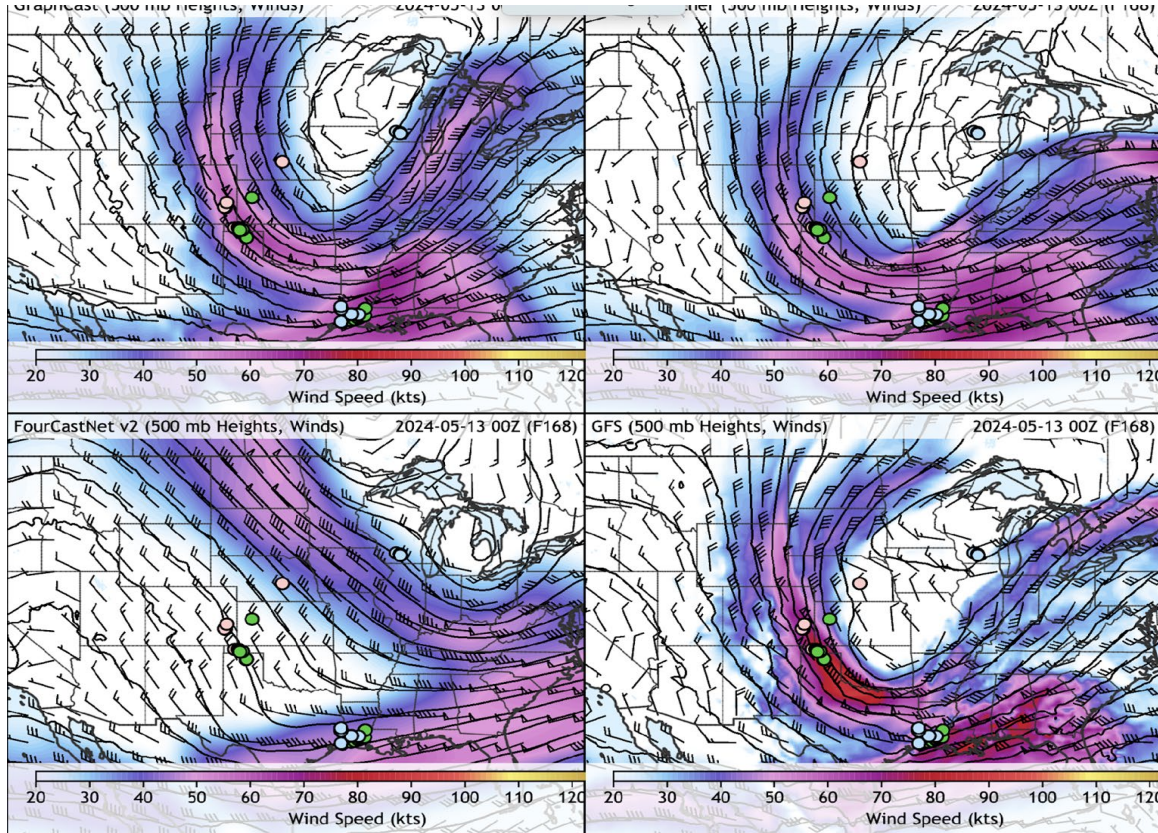 GraphCast (500 mb Heights, Winds) 2024-05-13 00Z
(500 mb Heights, Winds) 2024-05-13 00Z (F168)
20 30 40 50 60 70 80 90 100 110 120
Wind Speed (kts)
20 30 40 50 60 70 80 90 100 110 120
Wind Speed (kts)
FourCastNet v2 (500 mb Heights, Winds) 2024-05-13 00Z (F168)
GFS (500 mb Heights, Winds) 2024-05-13 00Z (F168)
20 30 40 50 60 70 80 90 100 110 120
Wind Speed (kts)
20 30 40 50 60 70 80 90 100 110 120
Wind Speed (kts)